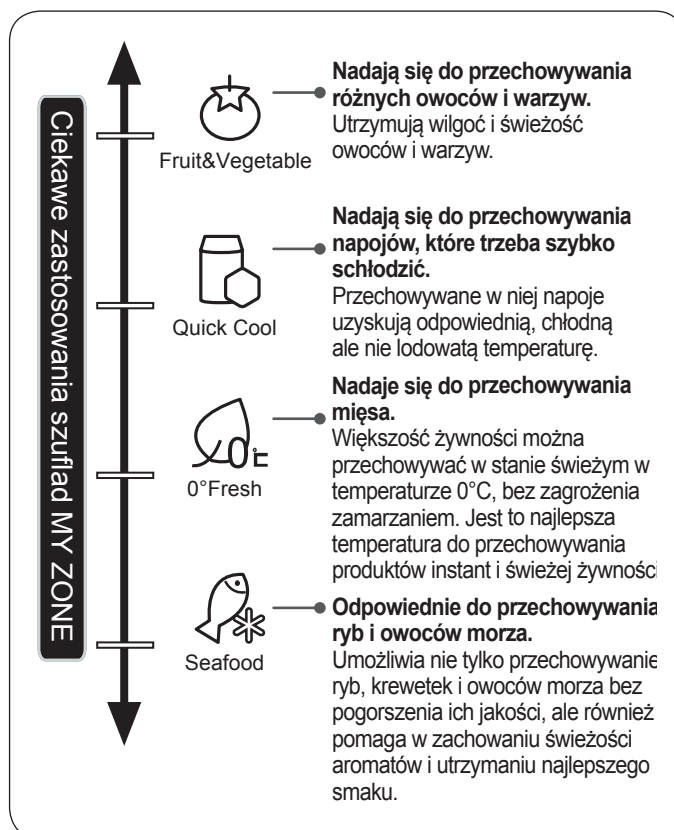 Ciekawe zastosowania szuflad MY ZONE
Fruit&Vegetable
Nadają się do przechowywania
różnych owoców i warzyw.
Utrzymują wilgoć i świeżość
owoców i warzyw.
Quick Cool
Nadają się do przechowywania
napojów, które trzeba szybko
schłodzić.
Przechowywane w niej napoje
uzyskują odpowiednią, chłodną
ale nie lodowatą temperaturę.
0℃
0°Fresh
Nadaje się do przechowywania
mięsa.
Większość żywności można
przechowywać w stanie świeżym w
temperaturze 0°C, bez zagrożenia
zamarzaniem. Jest to najlepsza
temperatura do przechowywania
produktów instant i świeżej żywności
Seafood
Odpowiednie do przechowywania
ryb i owoców morza.
Umożliwia nie tylko przechowywanie
ryb, krewetek i owoców morza bez
pogorszenia ich jakości, ale również
pomaga w zachowaniu świeżości
aromatów i utrzymaniu najlepszego
smaku.